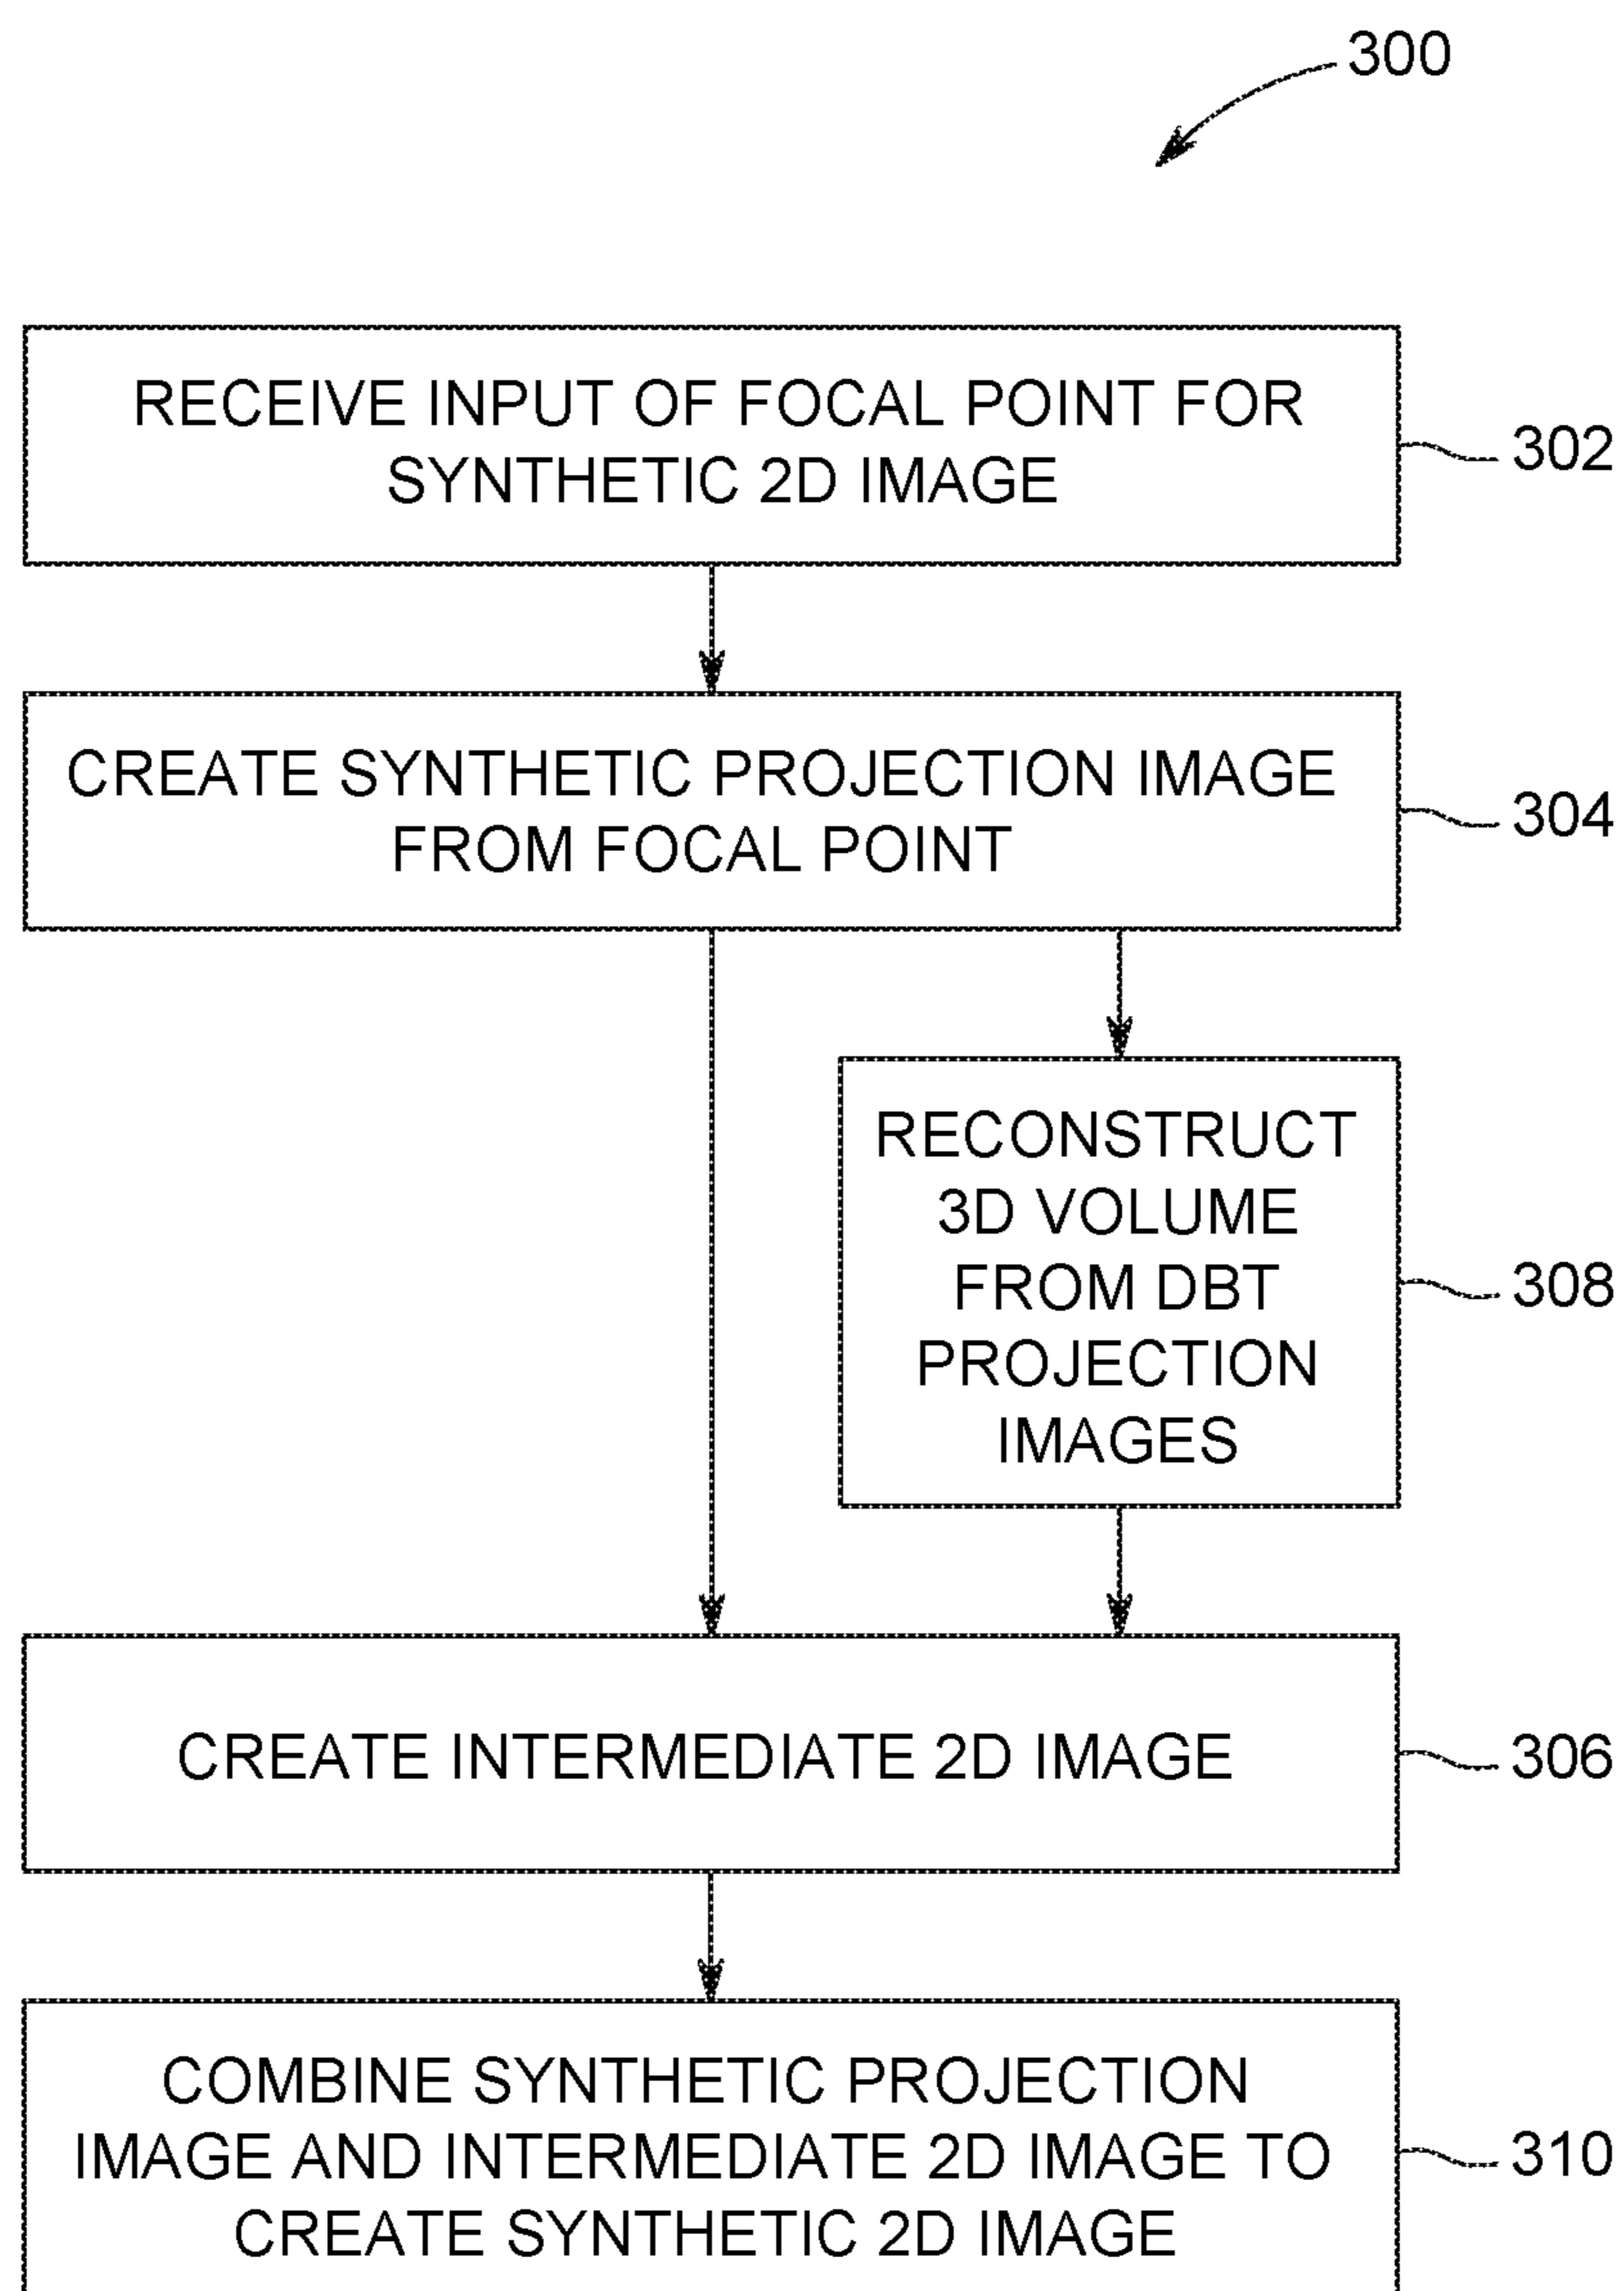 300
RECEIVE INPUT OF FOCAL POINT FOR
SYNTHETIC 2D IMAGE
302
CREATE SYNTHETIC PROJECTION IMAGE
FROM FOCAL POINT
304
RECONSTRUCT
3D VOLUME
FROM DBT
PROJECTION
IMAGES
308
CREATE INTERMEDIATE 2D IMAGE
306
COMBINE SYNTHETIC PROJECTION
IMAGE AND INTERMEDIATE 2D IMAGE TO
CREATE SYNTHETIC 2D IMAGE
310